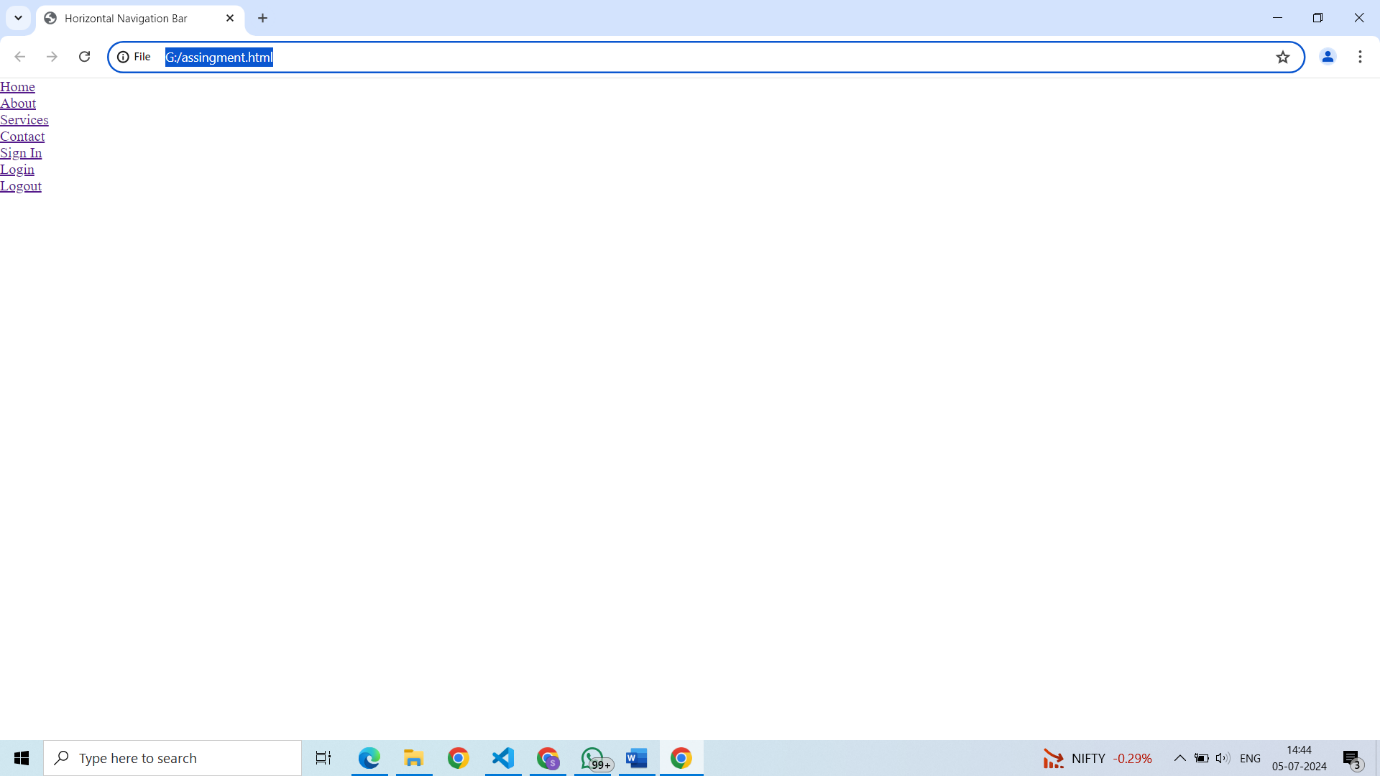 Horizontal Navigation Bar
File G:/assingment.html
Home
About
Services
Contact
Sign In
Login
Logout
Type here to search
S
99+
W
NIFTY -0.29%
ENG
14:44
05-07-2024
3